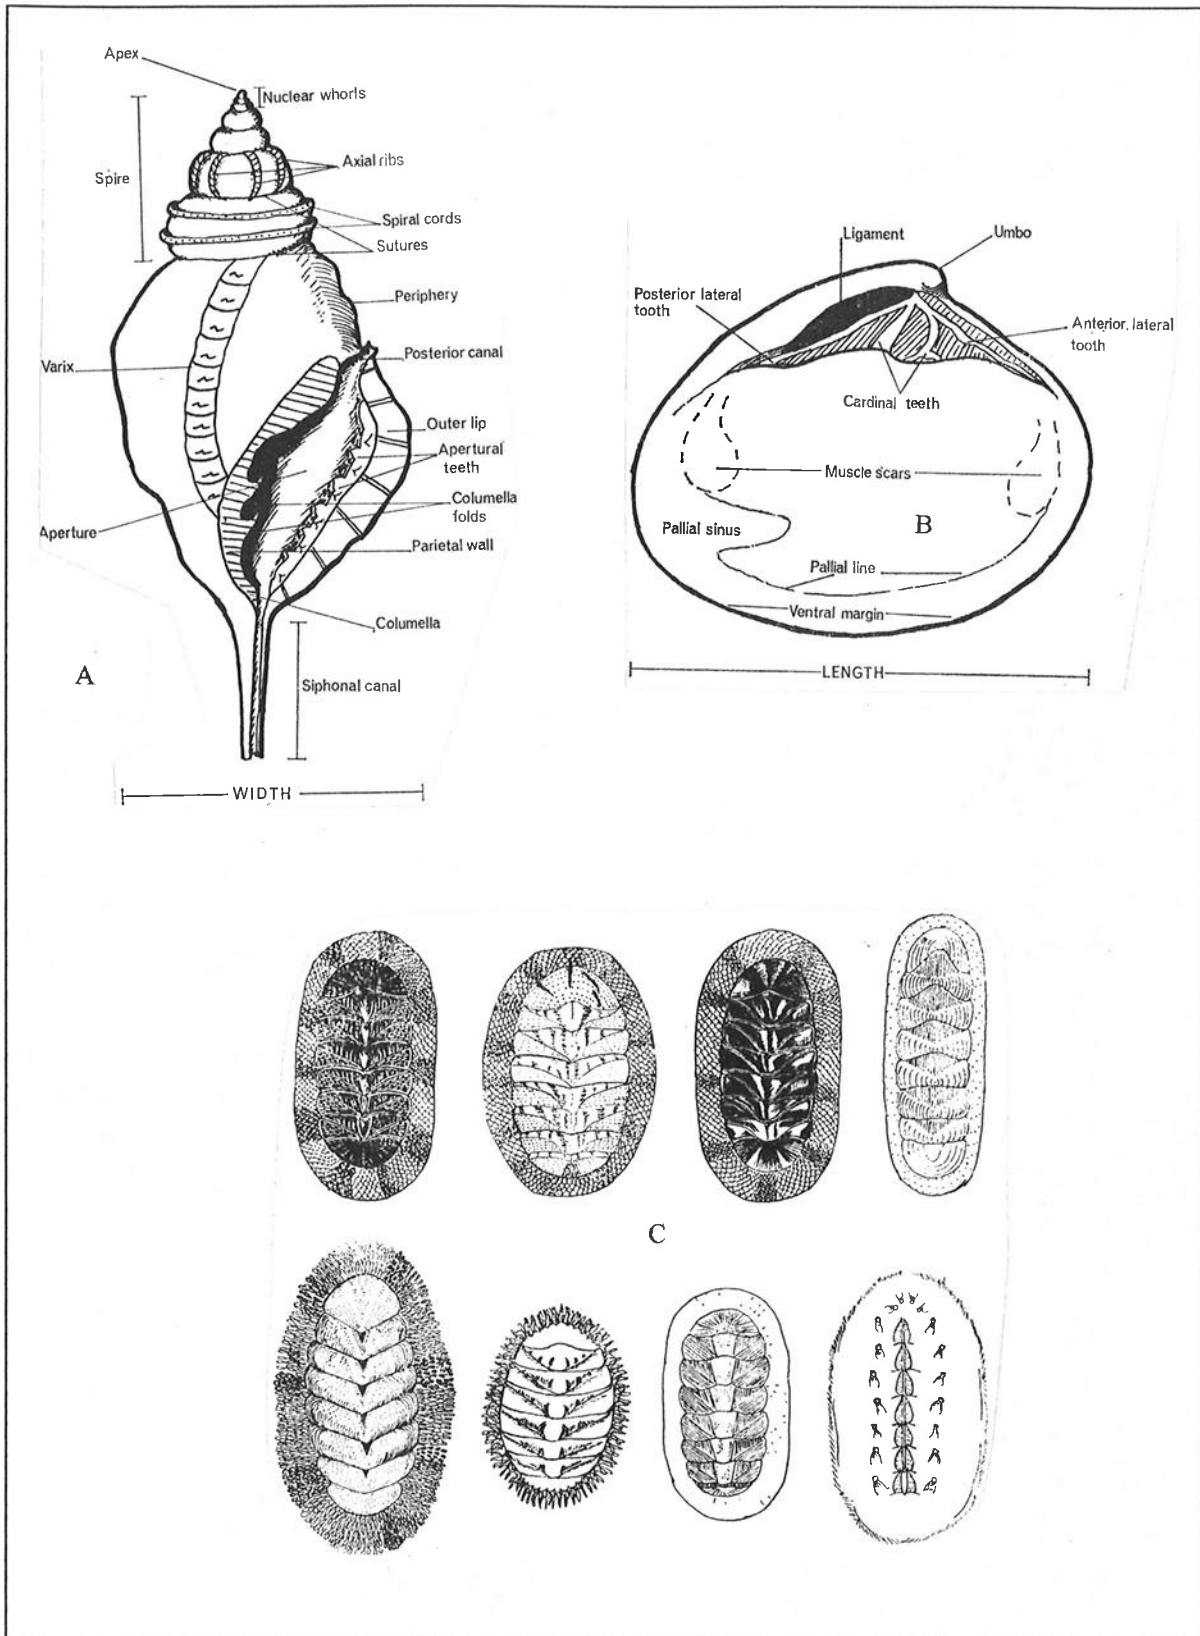 Apex
Nuclear whorls
Axial ribs
Spire
Spiral cords
Sutures
Periphery
Posterior canal
Varix
Outer lip
Apertural
teeth
Columella
folds
Aperture
Parietal wall
Columella
A
Siphonal canal
WIDTH
Ligament
Umbo
Posterior lateral
tooth
Anterior lateral
tooth
Cardinal teeth
Muscle scars
Pallial sinus
B
Pallial line
Ventral margin
LENGTH
C